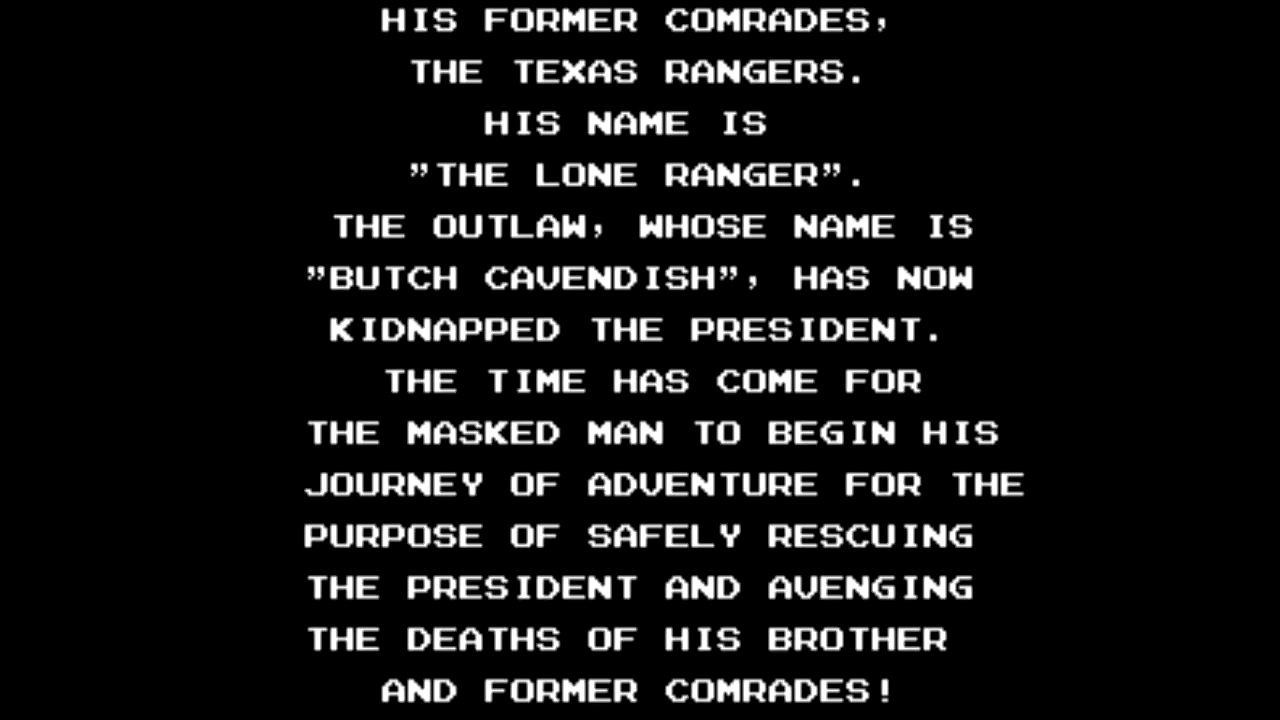 HIS FORMER COMRADES,
THE TEXAS RANGERS.
HIS NAME IS
”THE LONE RANGER”.
THE OUTLAW, WHOSE NAME IS
”BUTCH CAVENDISH”, HAS NOW
KIDNAPPED THE PRESIDENT.
THE TIME HAS COME FOR
THE MASKED MAN TO BEGIN HIS
JOURNEY OF ADVENTURE FOR THE
PURPOSE OF SAFELY RESCUING
THE PRESIDENT AND AVENGING
THE DEATHS OF HIS BROTHER
AND FORMER COMRADES!